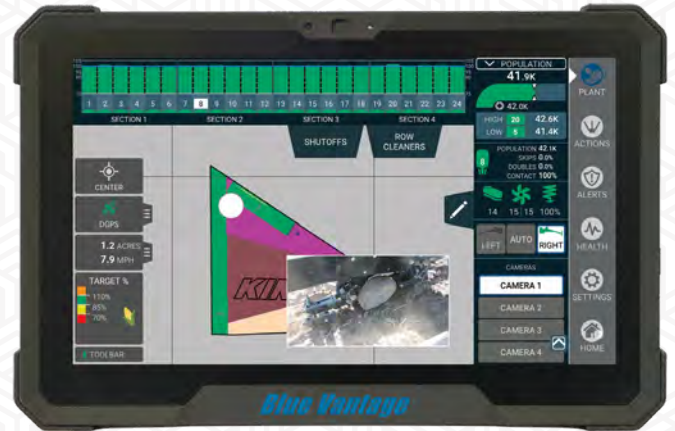 POPULATION
41.9K
42.0K
1 2 3 4 5 6 7 8 9 10 11 12 13 14 15 16 17 18 19 20 21 22 23 24
SECTION 1 SECTION 2 SECTION 3 SECTION 4
HIGH 20 42.6K
LOW 6 41.4K
SHUTOFFS
ROW
CLEANERS
POPULATION 42.1K
SKIPS 0.0%
DOUBLES 0.0%
CONTACT 100%
8
CENTER
DGPS
14 15 15 100%
1.2 ACRES
7.9 MPH
LEFT AUTO RIGHT
TARGET %
110%
85%
70%
KIN
CAMERAS
CAMERA 1
CAMERA 2
CAMERA 3
CAMERA 4
TOOLBAR
PLANT
ACTIONS
ALERTS
HEALTH
SETTINGS
HOME
Blue Vantage